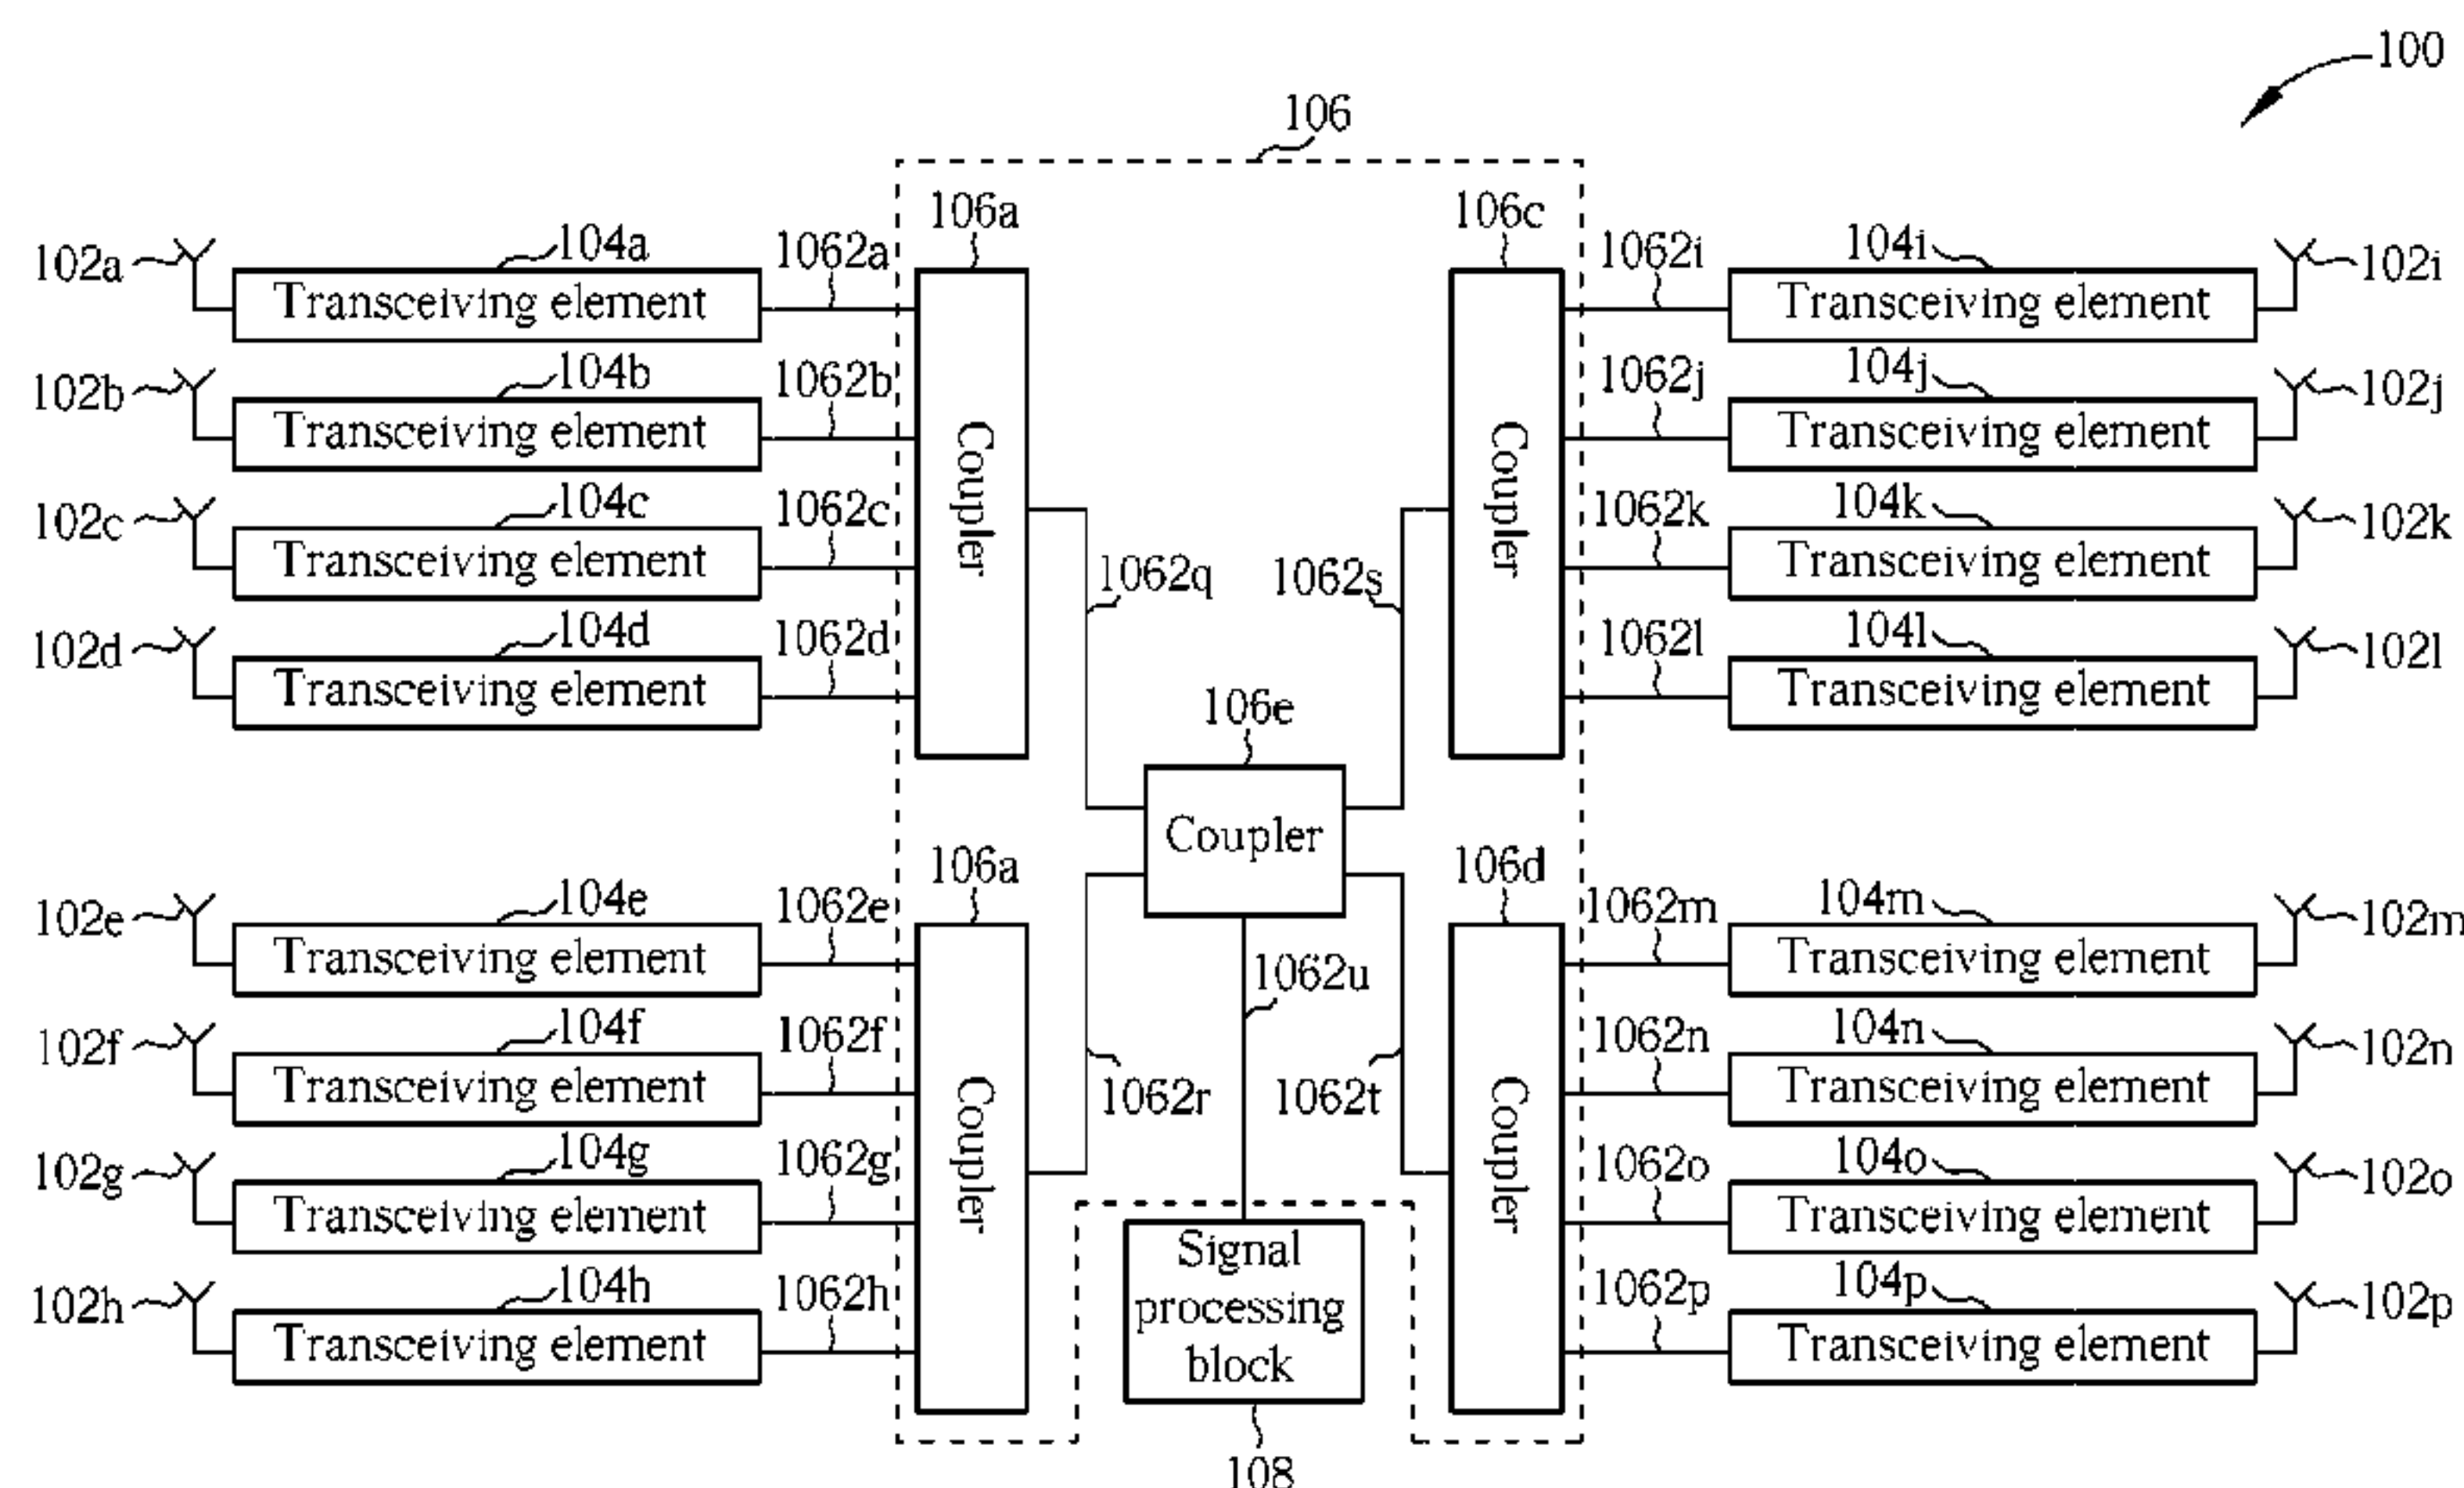 100
106
106a
106c
102a
104a
Transceiving element
1062a
1062i
104i
Transceiving element
102i
102b
104b
Transceiving element
1062b
1062j
104j
Transceiving element
102j
Coupler
Coupler
102c
104c
Transceiving element
1062c
1062k
104k
Transceiving element
102k
1062q
1062s
102d
104d
Transceiving element
1062d
1062l
104l
Transceiving element
102l
106e
Coupler
106a
106d
102e
104e
Transceiving element
1062e
1062m
104m
Transceiving element
102m
1062u
102f
104f
Transceiving element
1062f
1062n
104n
Transceiving element
102n
1062r
1062t
Coupler
Coupler
102g
104g
Transceiving element
1062g
1062o
104o
Transceiving element
102o
Signal
processing
block
102h
104h
Transceiving element
1062h
1062p
104p
Transceiving element
102p
108